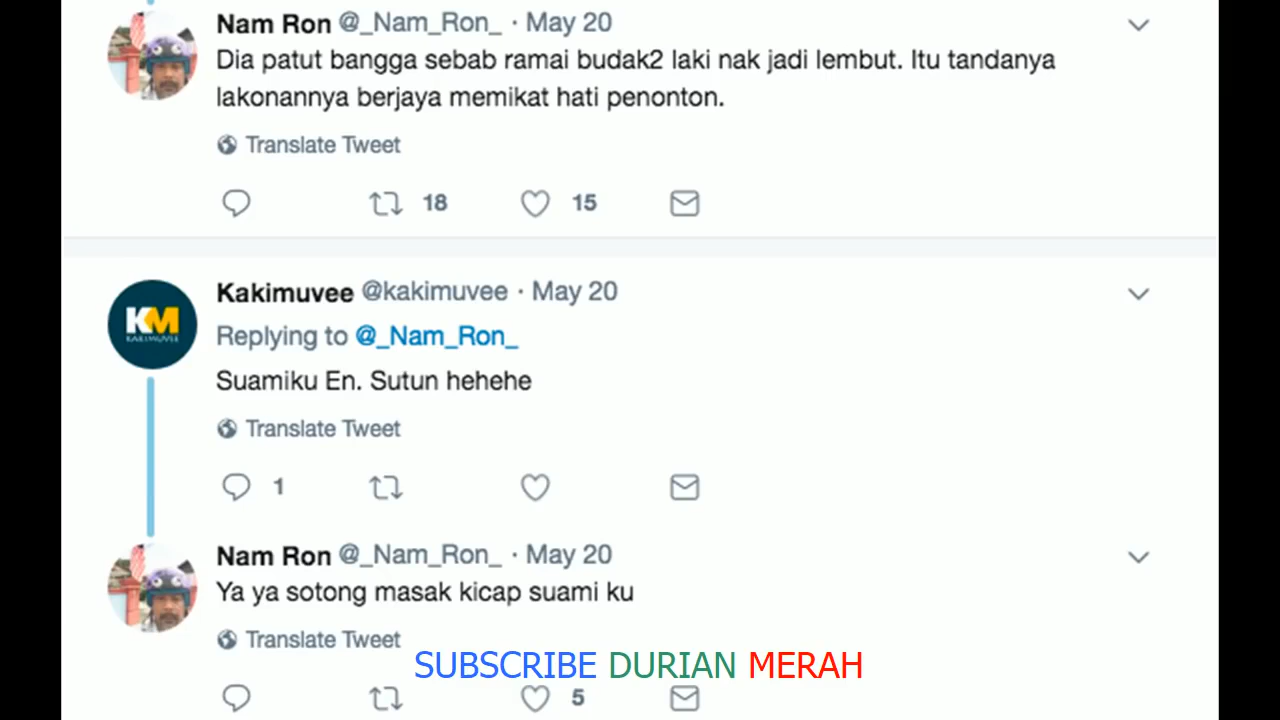 Nam Ron @_Nam_Ron_ · May 20
Dia patut bangga sebab ramai budak2 laki nak jadi lembut. Itu tandanya
lakonannya berjaya memikat hati penonton.
Translate Tweet
18 15
KM
KAKIMUVEE
Kakimuvee @kakimuvee · May 20
Replying to @_Nam_Ron_
Suamiku En. Sutun hehehe
Translate Tweet
1
Nam Ron @_Nam_Ron_ · May 20
Ya ya sotong masak kicap suami ku
Translate Tweet
SUBSCRIBE DURIAN MERAH
5